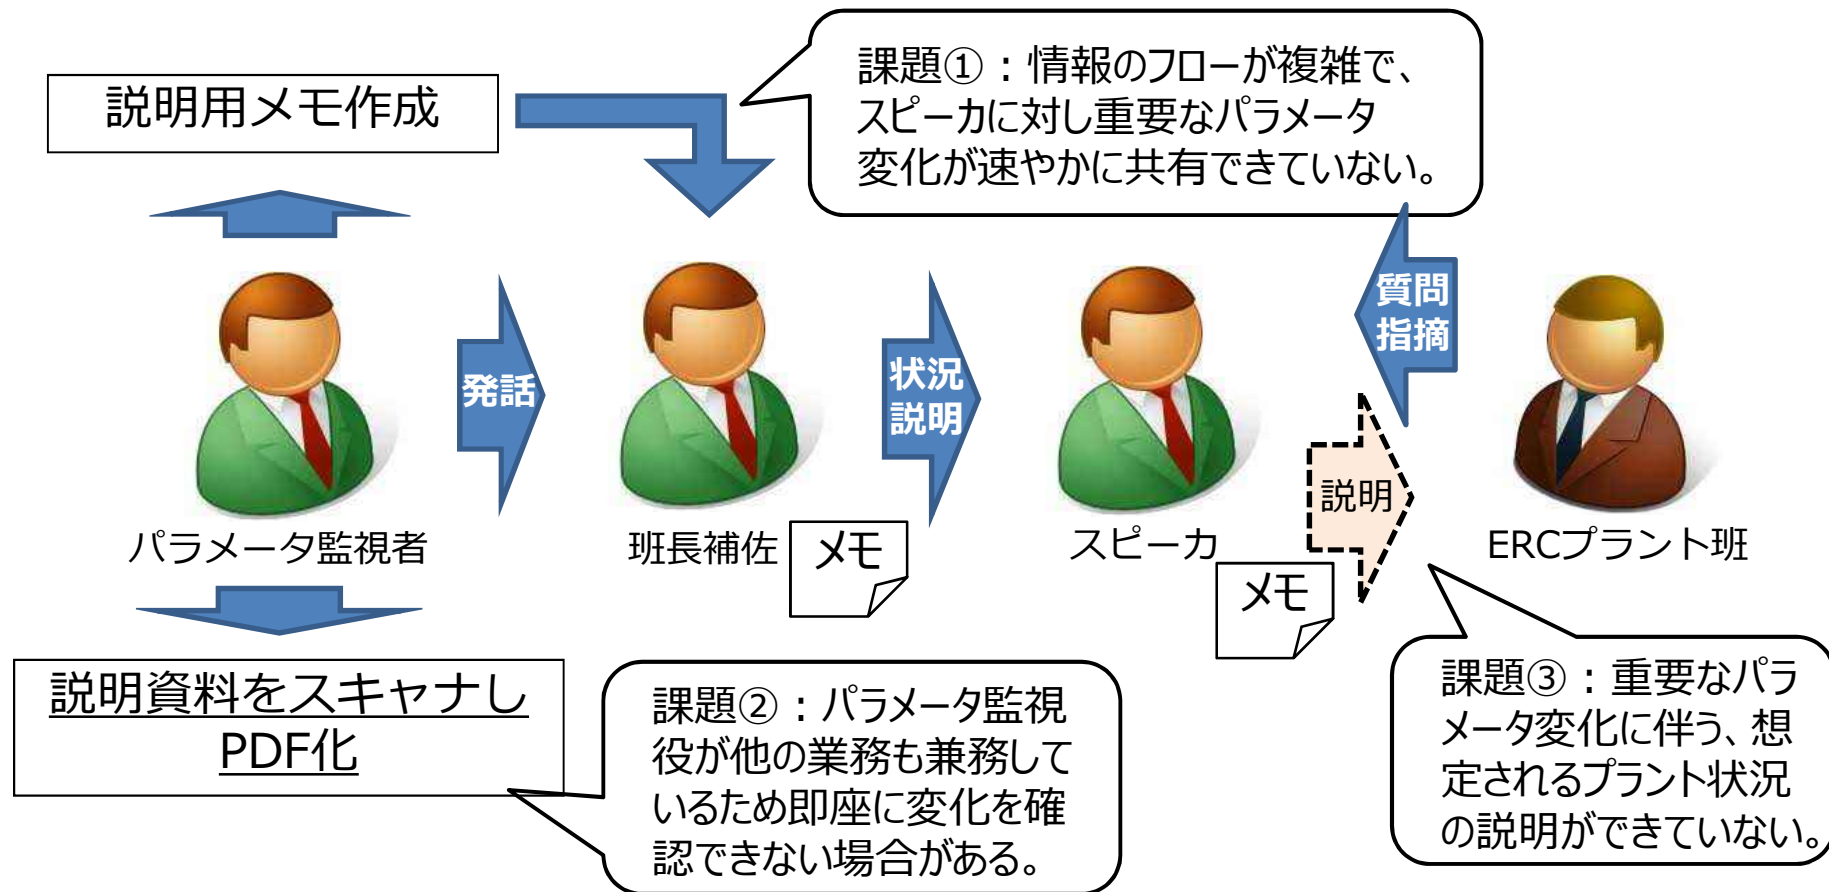 課題①：情報のフローが複雑で、
スピーカに対し重要なパラメータ
変化が速やかに共有できていない。
説明用メモ作成
質問
指摘
発話
状況
説明
説明
パラメータ監視者
班長補佐
メモ
スピーカ
メモ
ERCプラント班
説明資料をスキャナし
PDF化
課題②：パラメータ監視
役が他の業務も兼務して
いるため即座に変化を確
認できない場合がある。
課題③：重要なパラ
メータ変化に伴う、想
定されるプラント状況
の説明ができていない。